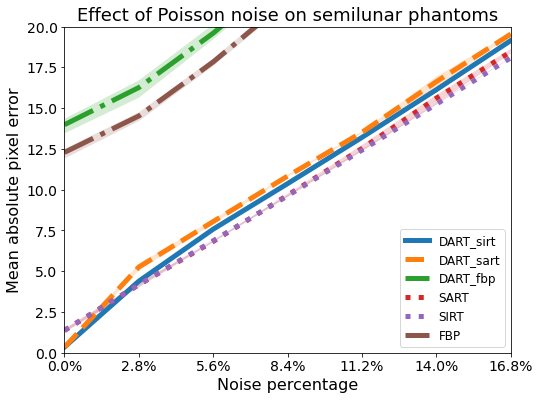 Effect of Poisson noise on semilunar phantoms
Mean absolute pixel error
20.0
17.5
15.0
12.5
10.0
7.5
5.0
2.5
0.0
DART_sirt
DART_sart
DART_fbp
SART
SIRT
FBP
0.0% 2.8% 5.6% 8.4% 11.2% 14.0% 16.8%
Noise percentage